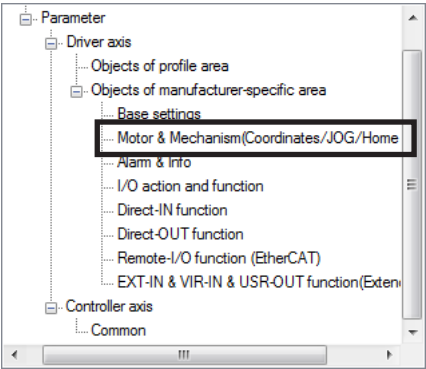 Parameter
Driver axis
Objects of profile area
Objects of manufacturer-specific area
Base settings
Motor & Mechanism(Coordinates/JOG/Home
Alarm & Info
I/O action and function
Direct-IN function
Direct-OUT function
Remote-I/O function (EtherCAT)
EXT-IN & VIR-IN & USR-OUT function(Exten
Controller axis
Common